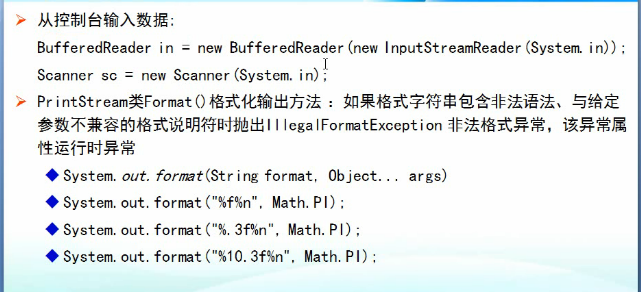 从控制台输入数据:
BufferedReader in = new BufferedReader(new InputStreamReader(System.in));
Scanner sc = new Scanner(System.in);
PrintStream类Format()格式化输出方法 : 如果格式字符串包含非法语法、与给定
参数不兼容的格式说明符时抛出IllegalFormatException 非法格式异常，该异常属
性运行时异常
System.out.format(String format, Object... args)
System.out.format("%f%n", Math.PI);
System.out.format("%.3f%n", Math.PI);
System.out.format("%10.3f%n", Math.PI);